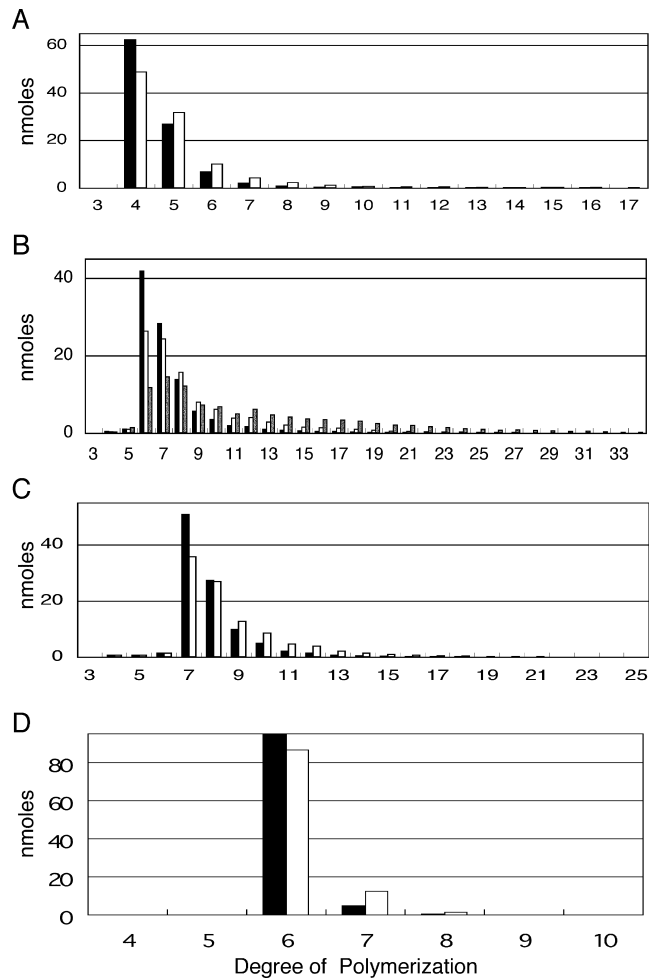 A
60
40
20
0
nmoles
3 4 5 6 7 8 9 10 11 12 13 14 15 16 17
B
40
20
0
nmoles
3 5 7 9 11 13 15 17 19 21 23 25 27 29 31 33
C
40
20
0
nmoles
3 5 7 9 11 13 15 17 19 21 23 25
D
80
60
40
20
0
nmoles
4 5 6 7 8 9 10
Degree of Polymerization